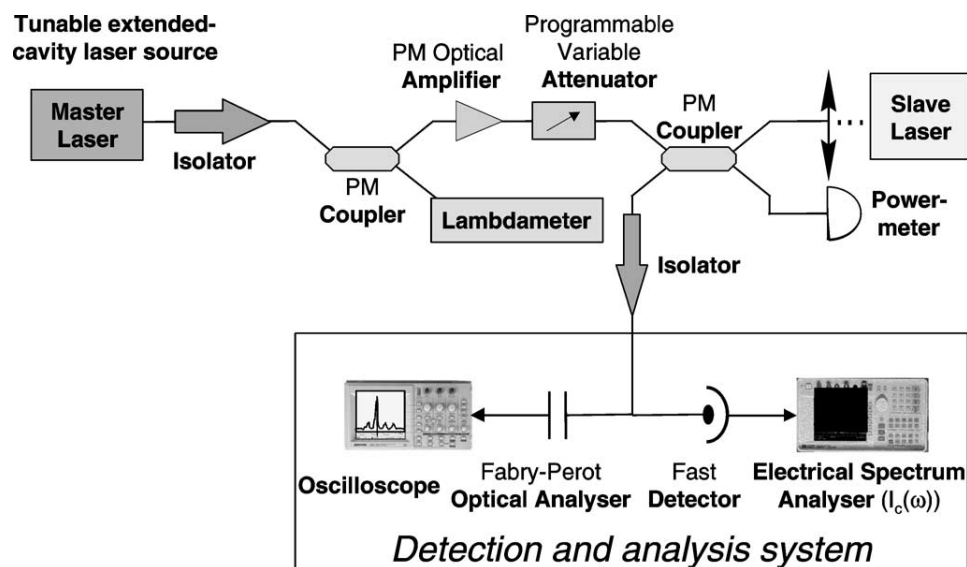 Tunable extended-
cavity laser source
Master
Laser
Isolator
PM
Coupler
PM Optical
Amplifier
Programmable
Variable
Attenuator
Lambdameter
PM
Coupler
Slave
Laser
Power-
meter
Isolator
Oscilloscope
Fabry-Perot
Optical Analyser
Fast
Detector
Electrical Spectrum
Analyser (Ic(ω))
Detection and analysis system